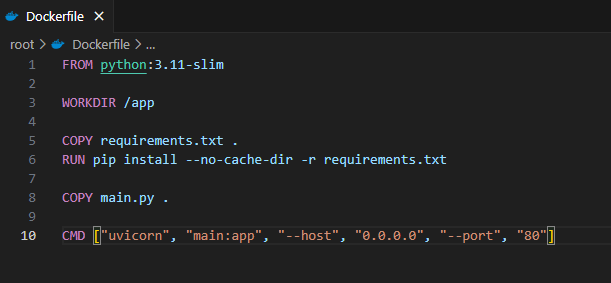 Dockerfile ×
root > Dockerfile > ...
1 FROM python:3.11-slim
2
3 WORKDIR /app
4
5 COPY requirements.txt .
6 RUN pip install --no-cache-dir -r requirements.txt
7
8 COPY main.py .
9
10 CMD ["uvicorn", "main:app", "--host", "0.0.0.0", "--port", "80"]